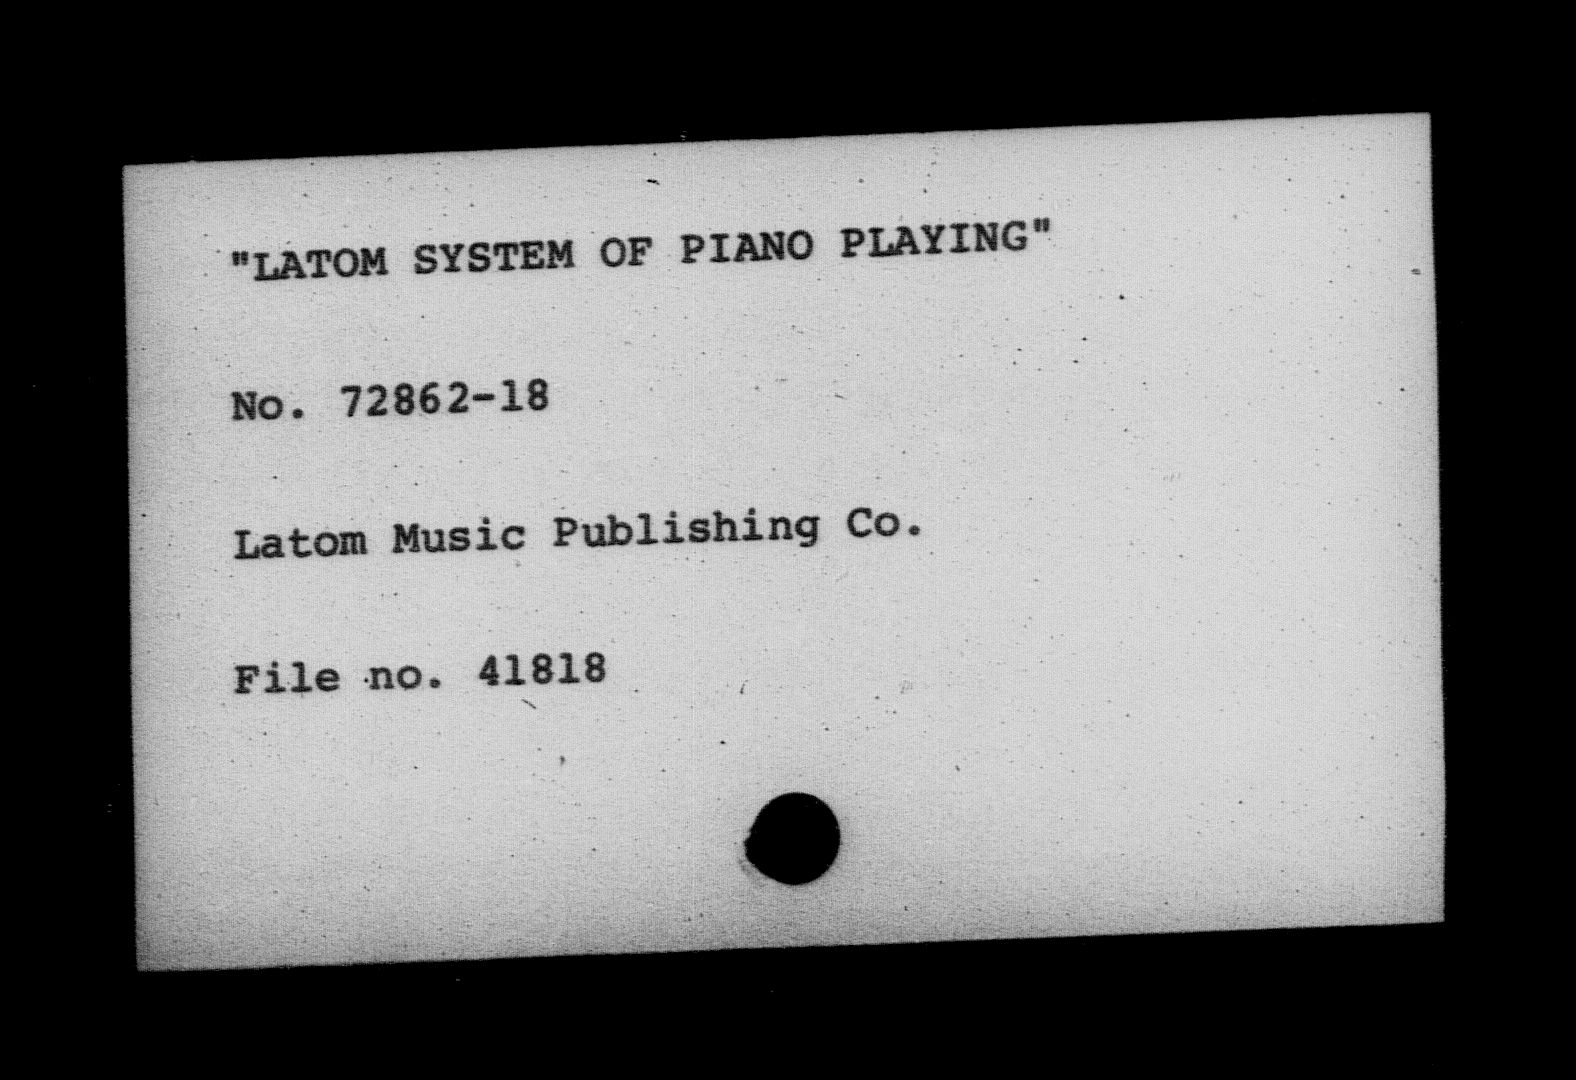 "LATOM SYSTEM OF PIANO PLAYING"
No. 72862-18
Latom Music Publishing Co.
File no. 41818